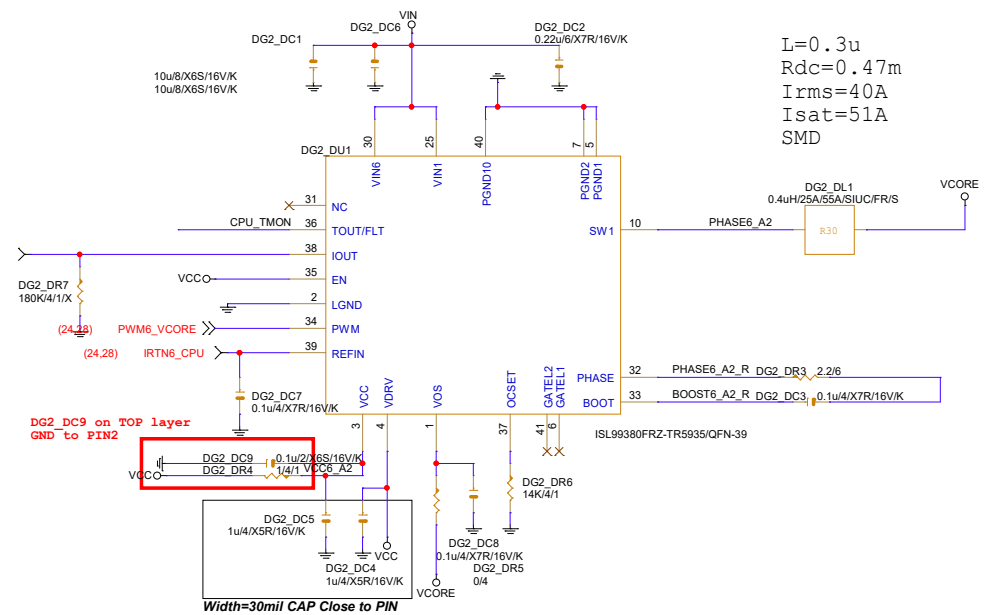 VIN
DG2_DC6
DG2_DC1
DG2_DC2
0.22u/6/X7R/16V/K
10u/8/X6S/16V/K
10u/8/X6S/16V/K
L=0.3u
Rdc=0.47m
Irms=40A
Isat=51A
SMD
DG2_DU1
30
25
40
7
5
VIN6
VIN1
PGND10
PGND2
PGND1
31
NC
CPU_TMON
36
TOUT/FLT
38
IOUT
VCC
35
EN
2
LGND
(24,28)
PWM6_VCORE
34
PWM
(24,28)
IRTN6_CPU
39
REFIN
DG2_DR7
180K/4/1/X
SW1
10
PHASE6_A2
DG2_DL1
0.4uH/25A/55A/SIUC/FR/S
R30
VCORE
PHASE
32
PHASE6_A2_R
DG2_DR3
2.2/6
BOOT
33
BOOST6_A2_R
DG2_DC3
0.1u/4/X7R/16V/K
VCC
VDRV
VOS
OCSET
GATEL2
GATEL1
3
4
1
37
41
6
ISL99380FRZ-TR5935/QFN-39
DG2_DC7
0.1u/4/X7R/16V/K
DG2_DC9 on TOP layer
GND to PIN2
DG2_DC9
0.1u/2/X6S/16V/K
VCC
DG2_DR4
1/4/1
VCC6_A2
DG2_DR6
14K/4/1
DG2_DC5
1u/4/X5R/16V/K
VCC
DG2_DC4
1u/4/X5R/16V/K
DG2_DC8
0.1u/4/X7R/16V/K
DG2_DR5
0/4
VCORE
Width=30mil CAP Close to PIN